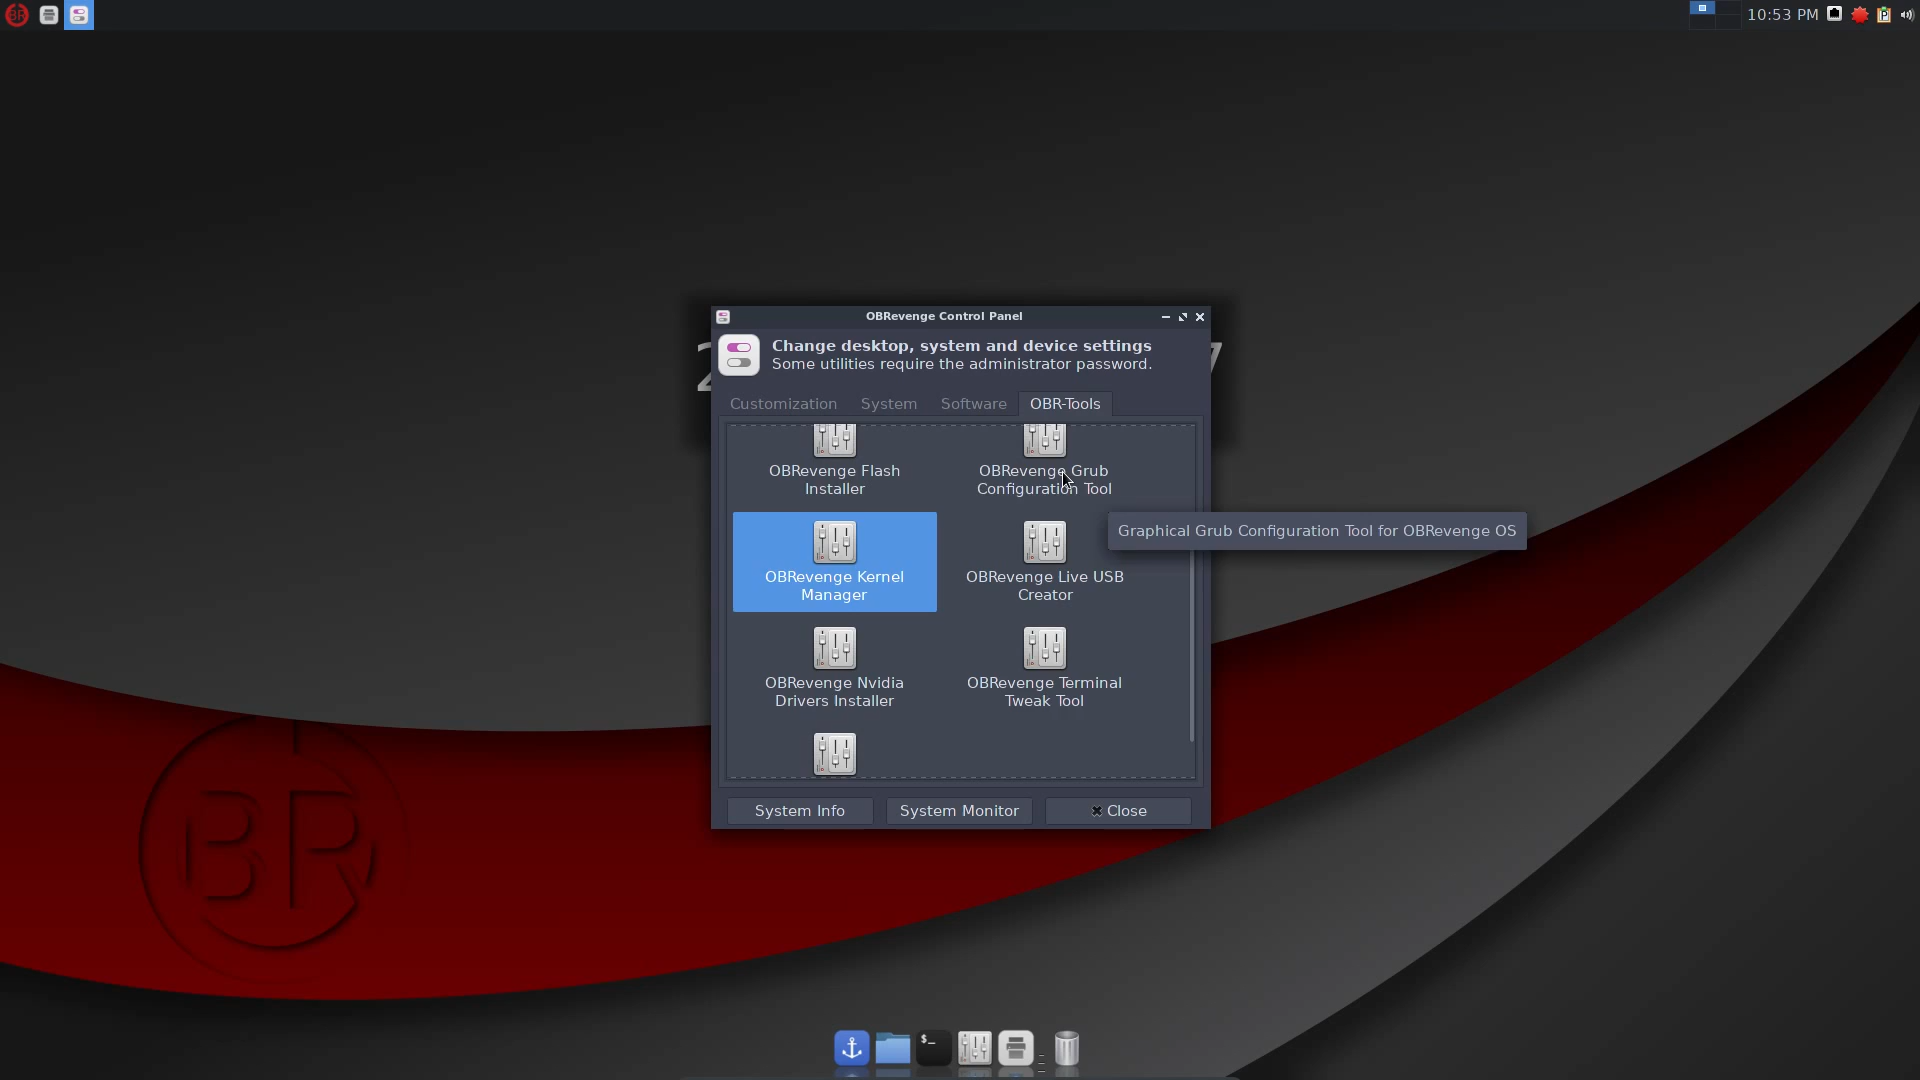 10:53 PM
OBRevenge Control Panel
Change desktop, system and device settings
Some utilities require the administrator password.
Customization System Software OBR-Tools
OBRevenge Flash
Installer
OBRevenge Grub
Configuration Tool
Graphical Grub Configuration Tool for OBRevenge OS
OBRevenge Kernel
Manager
OBRevenge Live USB
Creator
OBRevenge Nvidia
Drivers Installer
OBRevenge Terminal
Tweak Tool
System Info System Monitor Close
BR
$_